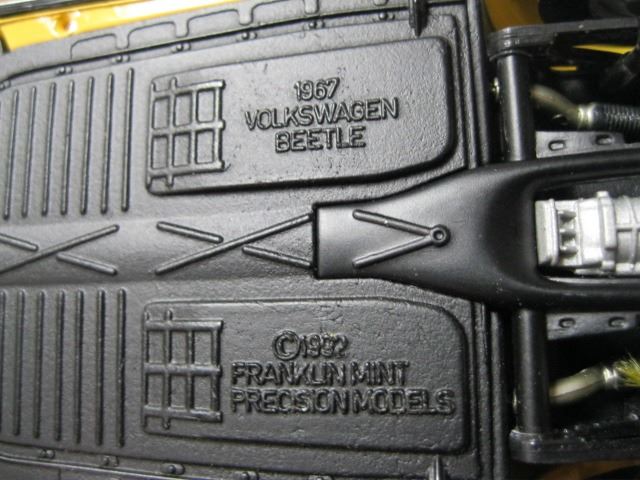 1967
VOLKSWAGEN
BEETLE
©1992
FRANKLIN MINT
PRECISION MODELS